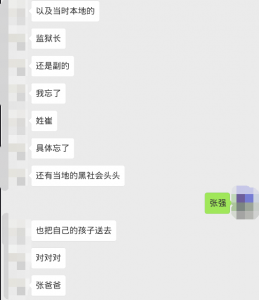 以及当时本地的
监狱长
还是副的
我忘了
姓崔
具体忘了
还有当地的黑社会头头
张强
也把自己的孩子送去
对对对
张爸爸